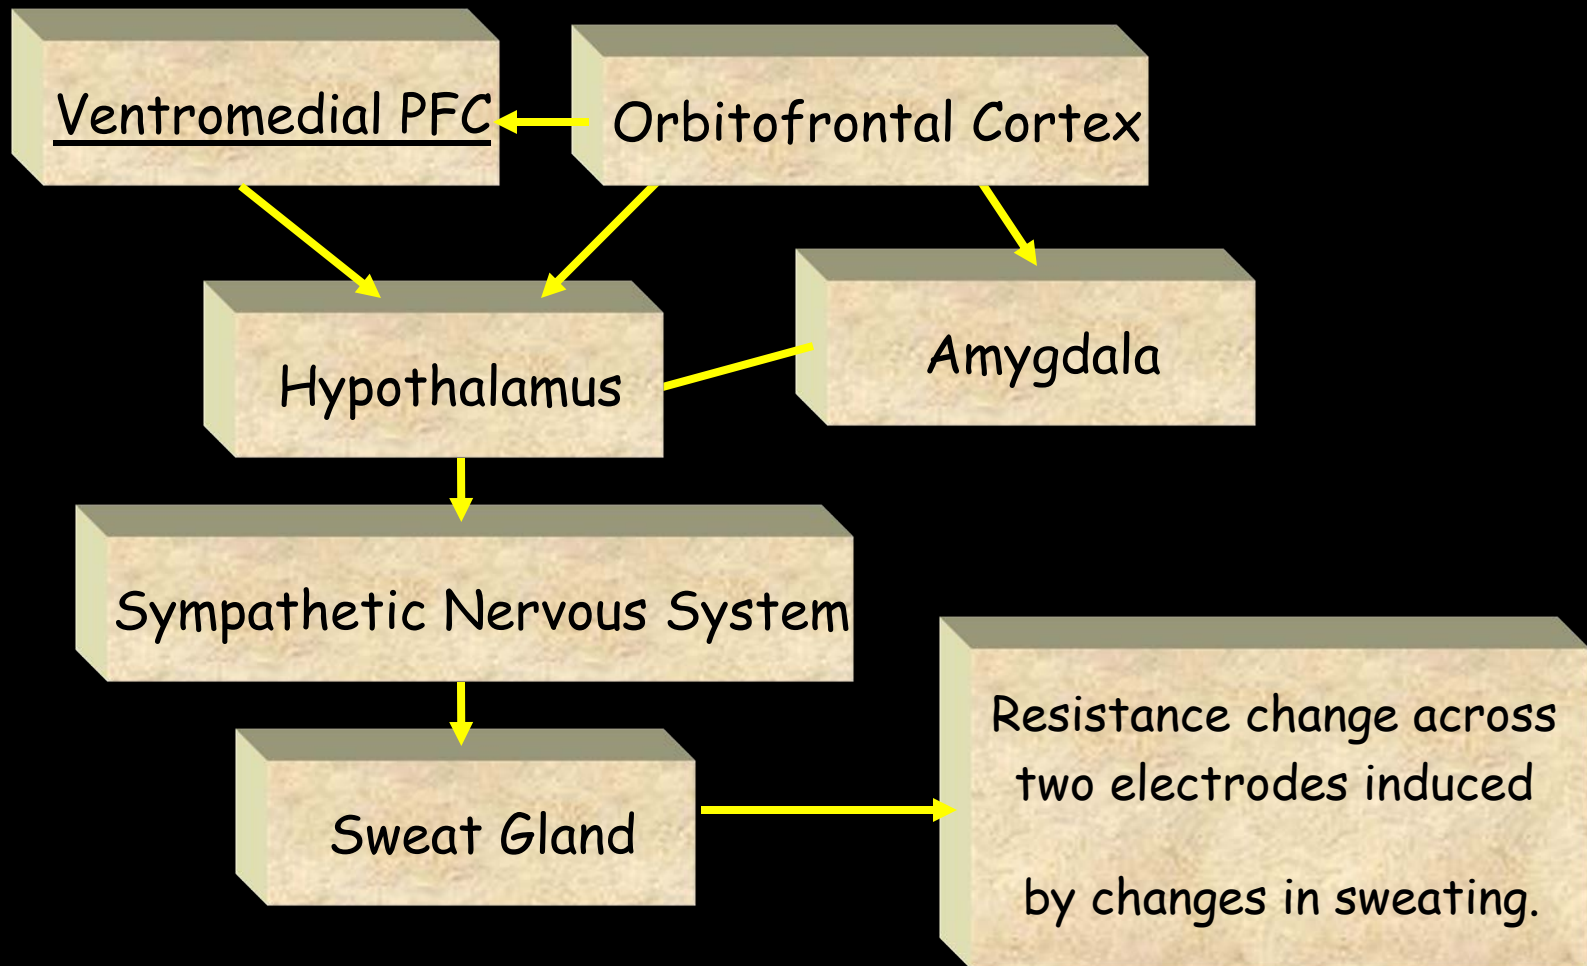 Ventromedial PFC
Orbitofrontal Cortex
Hypothalamus
Amygdala
Sympathetic Nervous System
Sweat Gland
Resistance change across
two electrodes induced
by changes in sweating.